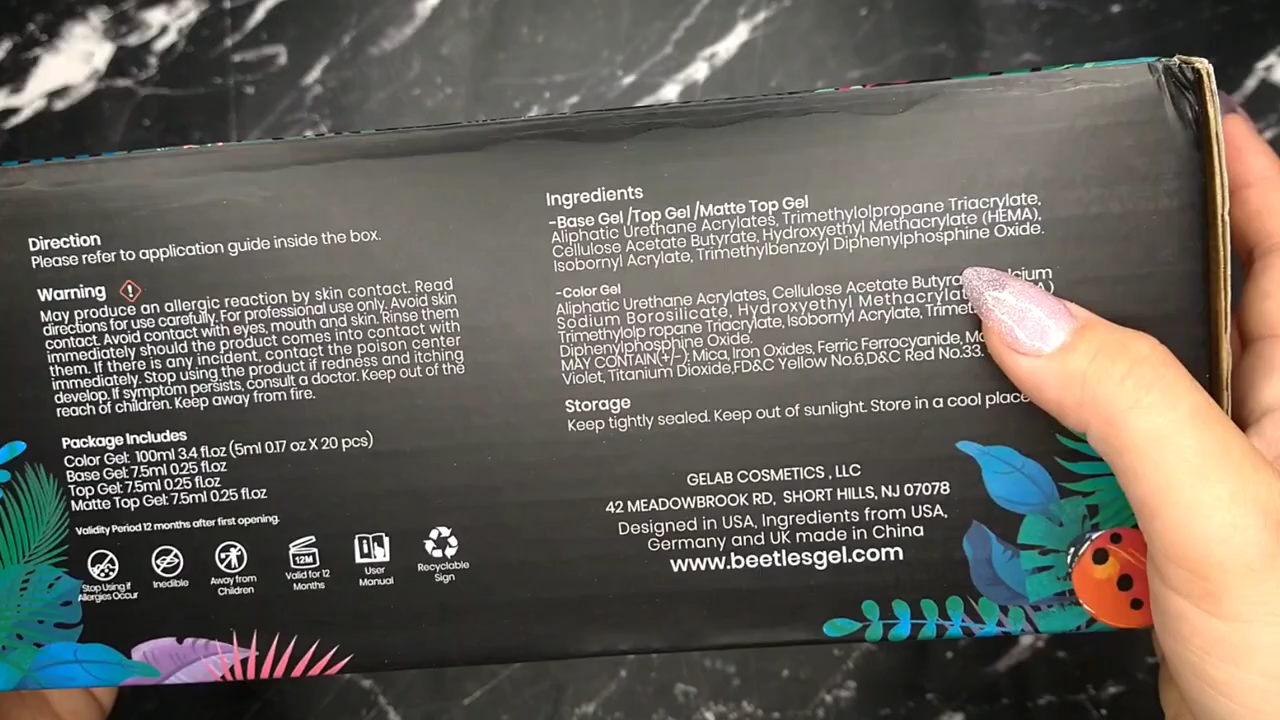 Direction
Please refer to application guide inside the box.
Warning
May produce an allergic reaction by skin contact. Read
directions for use carefully. For professional use only. Avoid skin
contact. Avoid contact with eyes, mouth and skin. Rinse them
immediately should the product comes into contact with
them. If there is any incident, contact the poison center
immediately. Stop using the product if redness and itching
develop. If symptom persists, consult a doctor. Keep out of the
reach of children. Keep away from fire.
Package Includes
Color Gel: 100ml 3.4 fl.oz (5ml 0.17 oz X 20 pcs)
Base Gel: 7.5ml 0.25 fl.oz
Top Gel: 7.5ml 0.25 fl.oz
Matte Top Gel: 7.5ml 0.25 fl.oz
Validity Period 12 months after first opening.
Stop Using if
Allergies Occur
Inedible
Away from
Children
12M
Valid for 12
Months
User
Manual
Recyclable
Sign
Ingredients
-Base Gel /Top Gel /Matte Top Gel
Aliphatic Urethane Acrylates, Trimethylolpropane Triacrylate,
Cellulose Acetate Butyrate, Hydroxyethyl Methacrylate (HEMA),
Isobornyl Acrylate, Trimethylbenzoyl Diphenylphosphine Oxide.
-Color Gel
Aliphatic Urethane Acrylates, Cellulose Acetate
Sodium Borosilicate, Hydroxyethyl
Trimethylolp ropane Triacrylate, Isobornyl Acrylate,
Diphenylphosphine Oxide.
MAY CONTAIN(+/-): Mica, Iron Oxides, Ferric Ferrocyanide,
Violet, Titanium Dioxide,FD&C Yellow No.6,D&C Red No.33.
Storage
Keep tightly sealed. Keep out of sunlight. Store in a cool place
GELAB COSMETICS , LLC
42 MEADOWBROOK RD, SHORT HILLS, NJ 07078
Designed in USA, Ingredients from USA,
Germany and UK made in China
www.beetlesgel.com